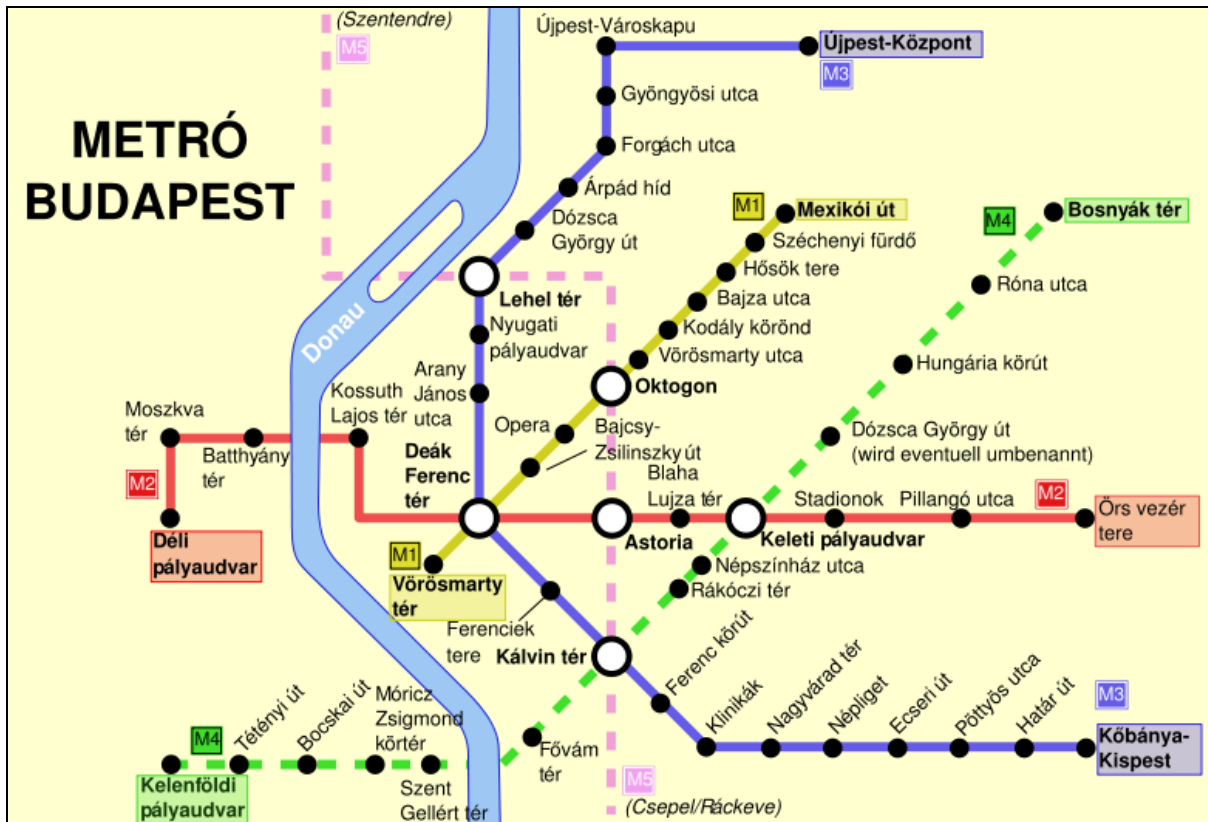 (Szentendre)
M5
METRÓ
BUDAPEST
Donau
Újpest-Városkapu
Újpest-Központ
M3
Gyöngyösi utca
Forgách utca
Árpád híd
Dózsca
György út
Lehel tér
Nyugati
pályaudvar
Arany
János
utca
M1
Mexikói út
Széchenyi fürdő
Hősök tere
Bajza utca
Kodály körönd
Vörösmarty utca
Oktogon
Opera
Bajcsy-
Zsilinszky út
M4
Bosnyák tér
Róna utca
Hungária körút
Dózsca György út
(wird eventuell umbenannt)
Moszkva
tér
Batthyány
tér
Kossuth
Lajos tér
M2
Déli
pályaudvar
Deák
Ferenc
tér
Blaha
Lujza tér
Astoria
Keleti pályaudvar
Stadionok
Pillangó utca
M2
Örs vezér
tere
M1
Vörösmarty
tér
Népszínház utca
Rákóczi tér
Ferenciek
tere
Kálvin tér
Ferenc körút
Klinikák
Nagyvárad tér
Népliget
Ecseri út
Pöttyös utca
Határ út
M3
Kőbánya-
Kispest
M4
Kelenföldi
pályaudvar
Tétényi út
Bocskai út
Móricz
Zsigmond
körtér
Szent
Gellért tér
Fővám
tér
M5
(Csepel/Ráckeve)